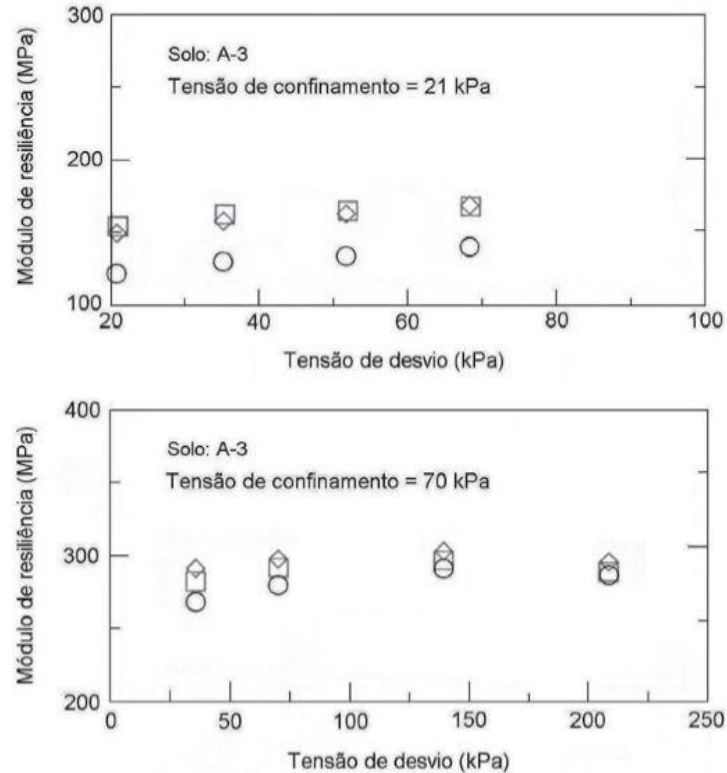 300
Solo: A-3
Tensão de confinamento = 21 kPa
200
Módulo de resiliência (MPa)
100
20
40
60
80
100
Tensão de desvio (kPa)
400
Solo: A-3
Tensão de confinamento = 70 kPa
300
Módulo de resiliência (MPa)
200
0
50
100
150
200
250
Tensão de desvio (kPa)